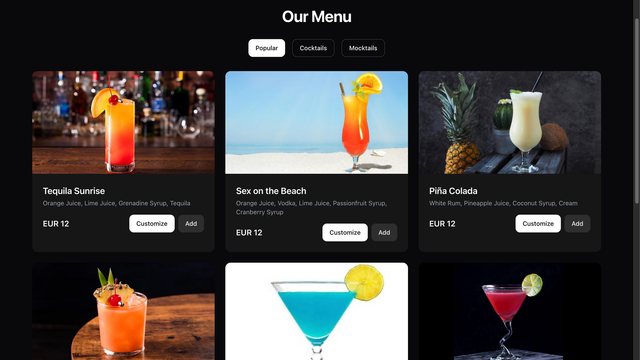 Our Menu
Popular
Cocktails
Mocktails
Tequila Sunrise
Orange Juice, Lime Juice, Grenadine Syrup, Tequila
EUR 12
Customize
Add
Sex on the Beach
Orange Juice, Vodka, Lime Juice, Passionfruit Syrup,
Cranberry Syrup
EUR 12
Customize
Add
Piña Colada
White Rum, Pineapple Juice, Coconut Syrup, Cream
EUR 12
Customize
Add